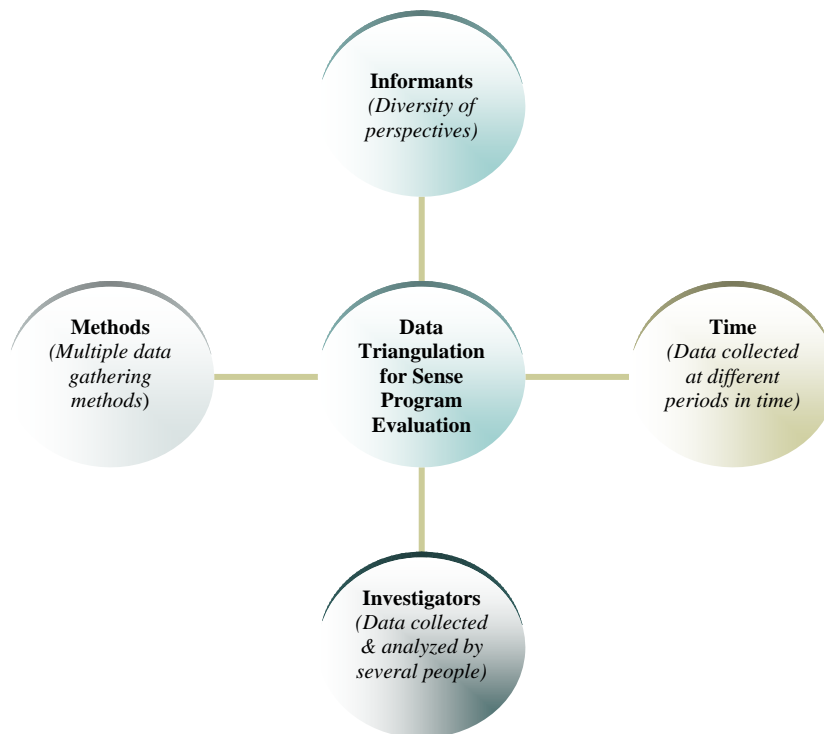 Informants
(Diversity of
perspectives)
Methods
(Multiple data
gathering
methods)
Data
Triangulation
for Sense
Program
Evaluation
Time
(Data collected
at different
periods in time)
Investigators
(Data collected
& analyzed by
several people)